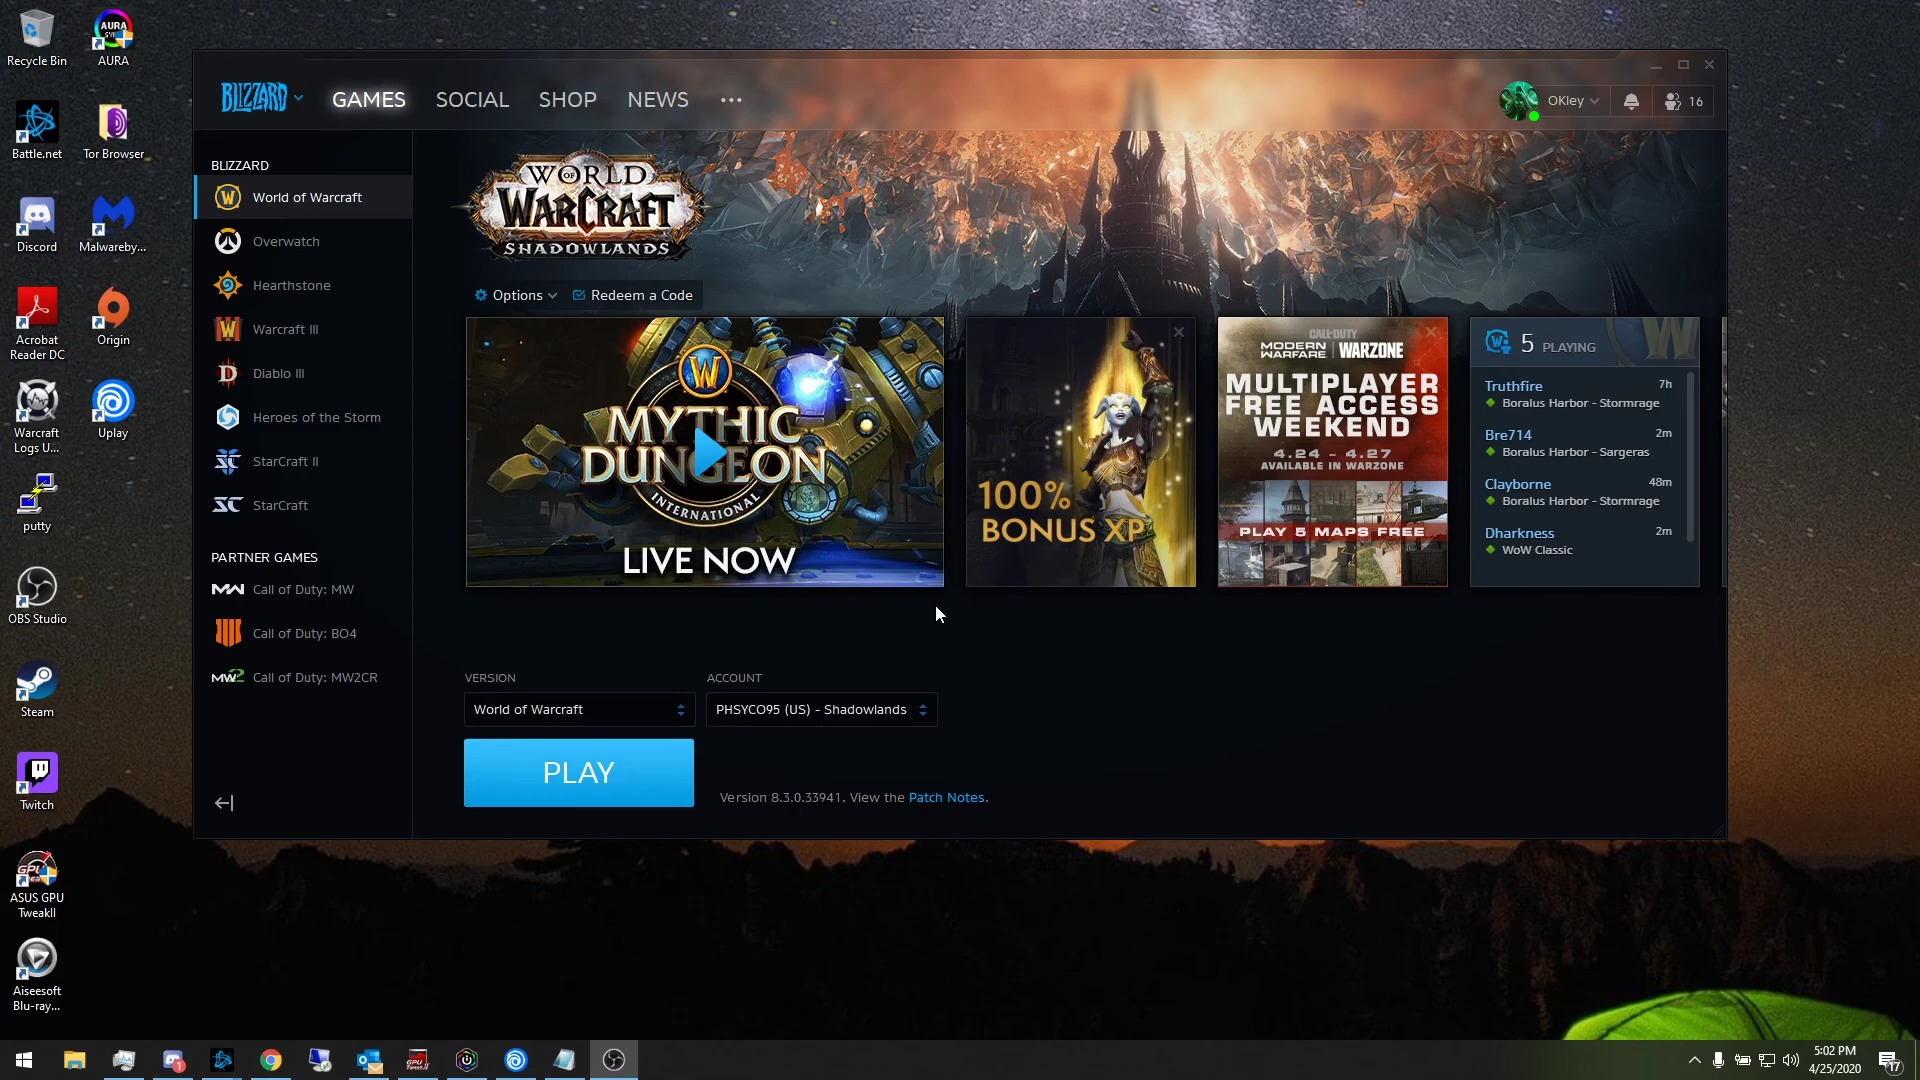 Recycle Bin
AURA
Battle.net
Tor Browser
Discord
Malwareby...
Acrobat
Reader DC
Origin
Warcraft
Logs U...
Uplay
putty
OBS Studio
Steam
Twitch
ASUS GPU
TweakII
Aiseesoft
Blu-ray...
BLIZZARD
GAMES
SOCIAL
SHOP
NEWS
OKley
16
BLIZZARD
World of Warcraft
Overwatch
Hearthstone
Warcraft III
Diablo III
Heroes of the Storm
StarCraft II
StarCraft
PARTNER GAMES
Call of Duty: MW
Call of Duty: BO4
Call of Duty: MW2CR
WORLD
OF
WARCRAFT
SHADOWLANDS
Options
Redeem a Code
MYTHIC
DUNGEON
INTERNATIONAL
LIVE NOW
100%
BONUS XP
CALL OF DUTY
MODERN WARFARE | WARZONE
MULTIPLAYER
FREE ACCESS
WEEKEND
4.24 - 4.27
AVAILABLE IN WARZONE
PLAY 5 MAPS FREE
5 PLAYING
Truthfire 7h
Boralus Harbor - Stormrage
Bre714 2m
Boralus Harbor - Sargeras
Clayborne 48m
Boralus Harbor - Stormrage
Dharkness 2m
WoW Classic
VERSION
World of Warcraft
ACCOUNT
PHSYCO95 (US) - Shadowlands
PLAY
Version 8.3.0.33941. View the Patch Notes.
5:02 PM
4/25/2020
17